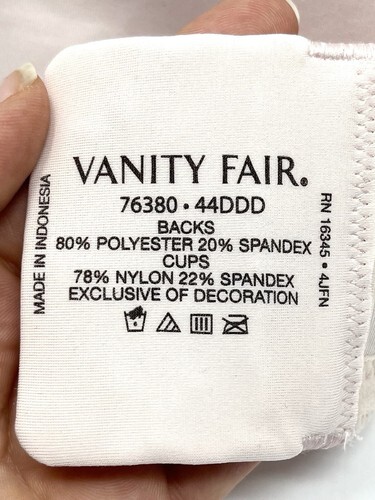 VANITY FAIR®
76380 • 44DDD
BACKS
80% POLYESTER 20% SPANDEX
CUPS
78% NYLON 22% SPANDEX
EXCLUSIVE OF DECORATION
MADE IN INDONESIA
RN 16345 • 4JFN